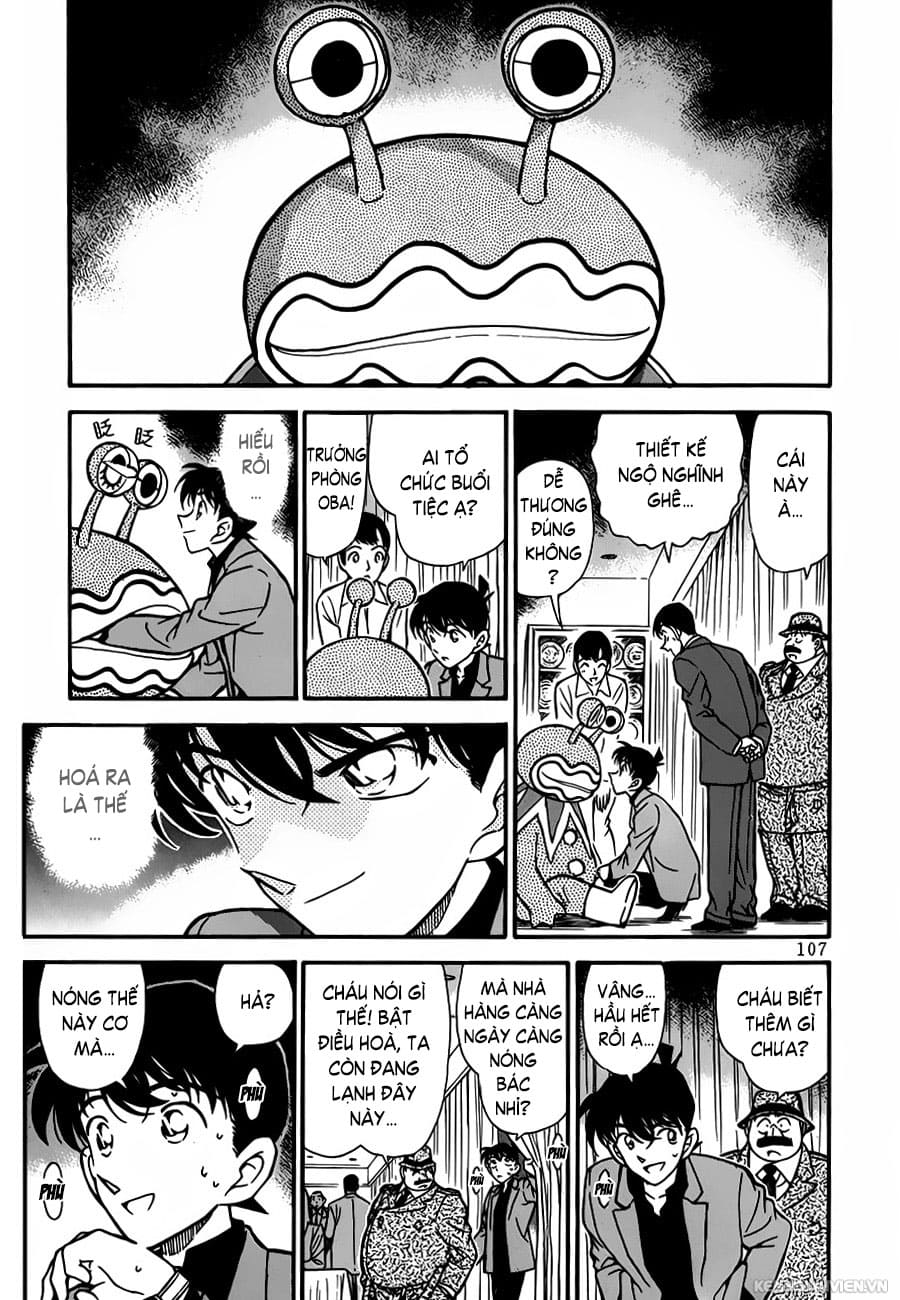 CÁI
NÀY
À...
THIẾT KẾ
NGỘ NGHĨNH
GHÊ...
DỄ
THƯƠNG
ĐÚNG
KHÔNG
?
AI TỔ
CHỨC BUỔI
TIỆC Ạ?
TRƯỞNG
PHÒNG
OBA!
HIỂU
RỒI
...
眨
眨
HOÁ RA
LÀ THẾ
...
107
CHÁU BIẾT
THÊM GÌ
CHƯA?
VÂNG...
HẦU HẾT
RỒI Ạ...
PHÙ
MÀ NHÀ
HÀNG CÀNG
NGÀY CÀNG
NÓNG
BÁC
NHỈ?
PHÙ
PHÙ
CHÁU NÓI GÌ
THẾ! BẬT
ĐIỀU HOÀ, TA
CÒN ĐANG
LẠNH ĐÂY
NÀY...
HẢ?
NÓNG THẾ
NÀY CƠ
MÀ...
PHÙ
PHÙ